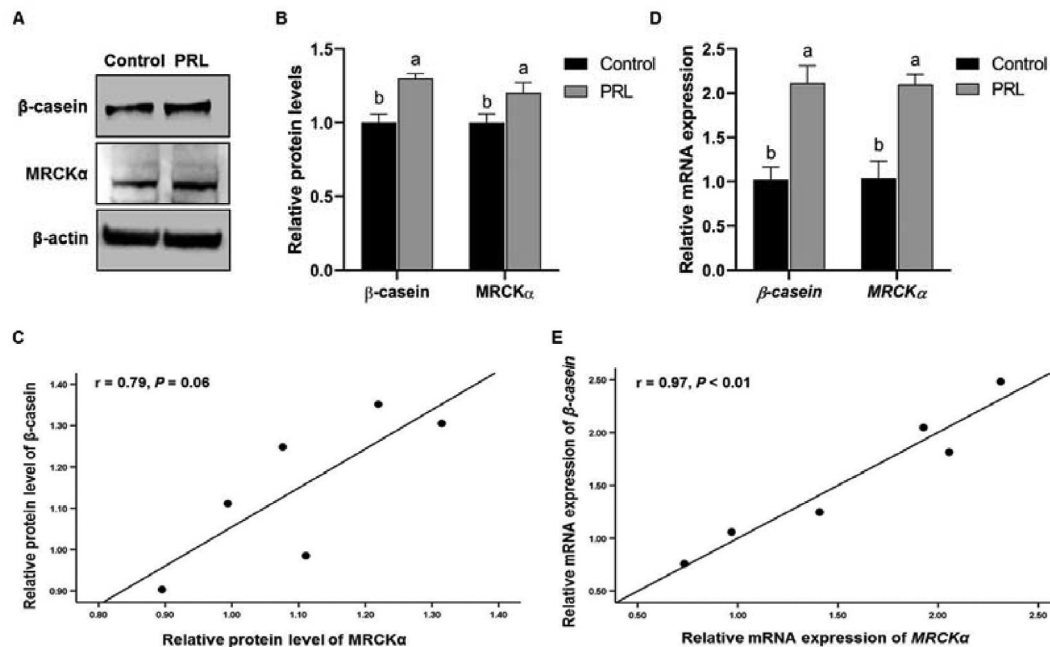 A
Control PRL
β-casein
MRCKα
β-actin
B
Relative protein levels
1.5
1.0
0.5
0.0
b
a
b
a
β-casein
MRCKα
Control
PRL
D
Relative mRNA expression
2.5
2.0
1.5
1.0
0.5
0.0
b
a
b
a
β-casein
MRCKα
Control
PRL
C
r = 0.79, P = 0.06
Relative protein level of β-casein
1.40
1.30
1.20
1.10
1.00
0.90
0.80
0.90
1.00
1.10
1.20
1.30
1.40
Relative protein level of MRCKα
E
r = 0.97, P < 0.01
Relative mRNA expression of β-casein
2.50
2.00
1.50
1.00
0.50
0.50
1.00
1.50
2.00
2.50
Relative mRNA expression of MRCKα